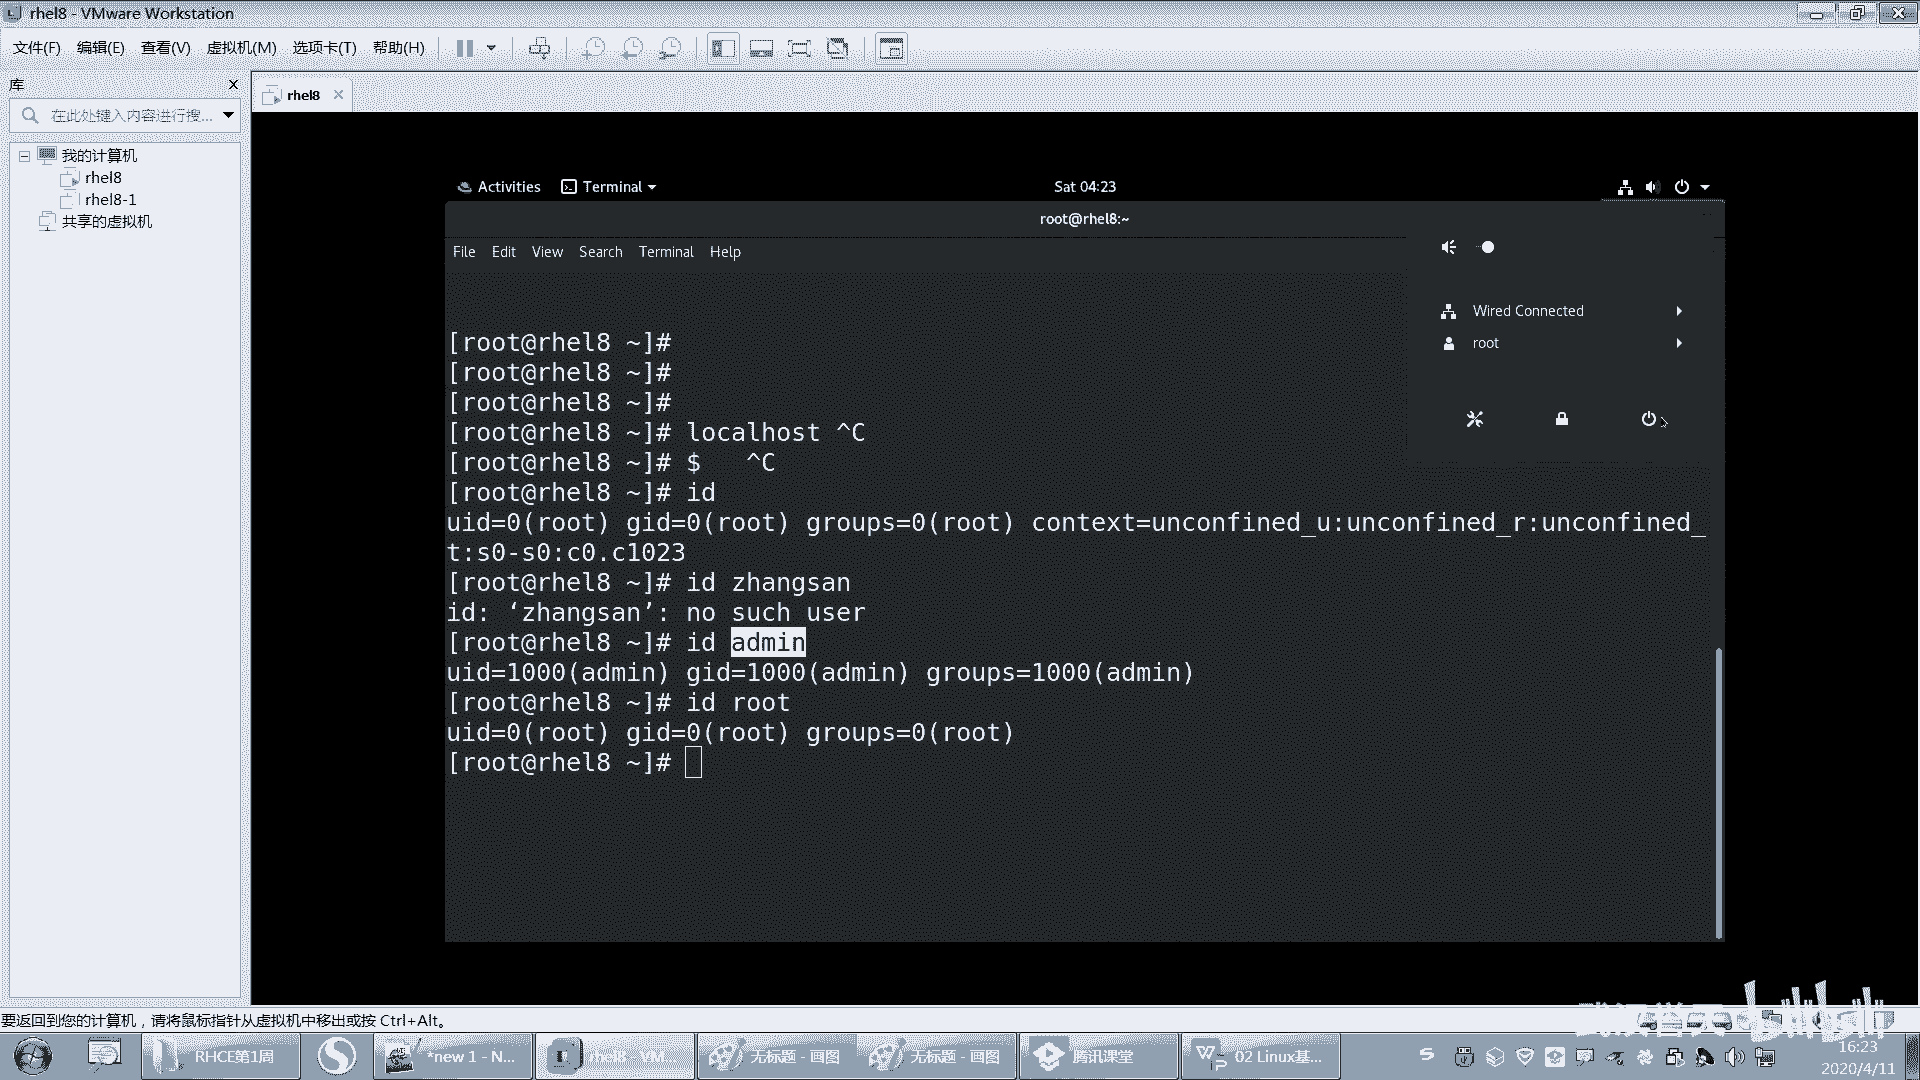 rhel8 - VMware Workstation
文件(F) 编辑(E) 查看(V) 虚拟机(M) 选项卡(T) 帮助(H)
库
在此处键入内容进行搜...
我的计算机
rhel8
rhel8-1
共享的虚拟机
rhel8
Activities Terminal Sat 04:23
root@rhel8:~
File Edit View Search Terminal Help
Wired Connected
root
[root@rhel8 ~]#
[root@rhel8 ~]#
[root@rhel8 ~]#
[root@rhel8 ~]# localhost ^C
[root@rhel8 ~]# $   ^C
[root@rhel8 ~]# id
uid=0(root) gid=0(root) groups=0(root) context=unconfined_u:unconfined_r:unconfined_
t:s0-s0:c0.c1023
[root@rhel8 ~]# id zhangsan
id: ‘zhangsan’: no such user
[root@rhel8 ~]# id admin
uid=1000(admin) gid=1000(admin) groups=1000(admin)
[root@rhel8 ~]# id root
uid=0(root) gid=0(root) groups=0(root)
[root@rhel8 ~]#
要返回到您的计算机，请将鼠标指针从虚拟机中移出或按 Ctrl+Alt。
RHCE第1周
*new 1 - N...
rhel8 - VM...
无标题 - 画图
无标题 - 画图
腾讯课堂
02 Linux基...
16:23
2020/4/11